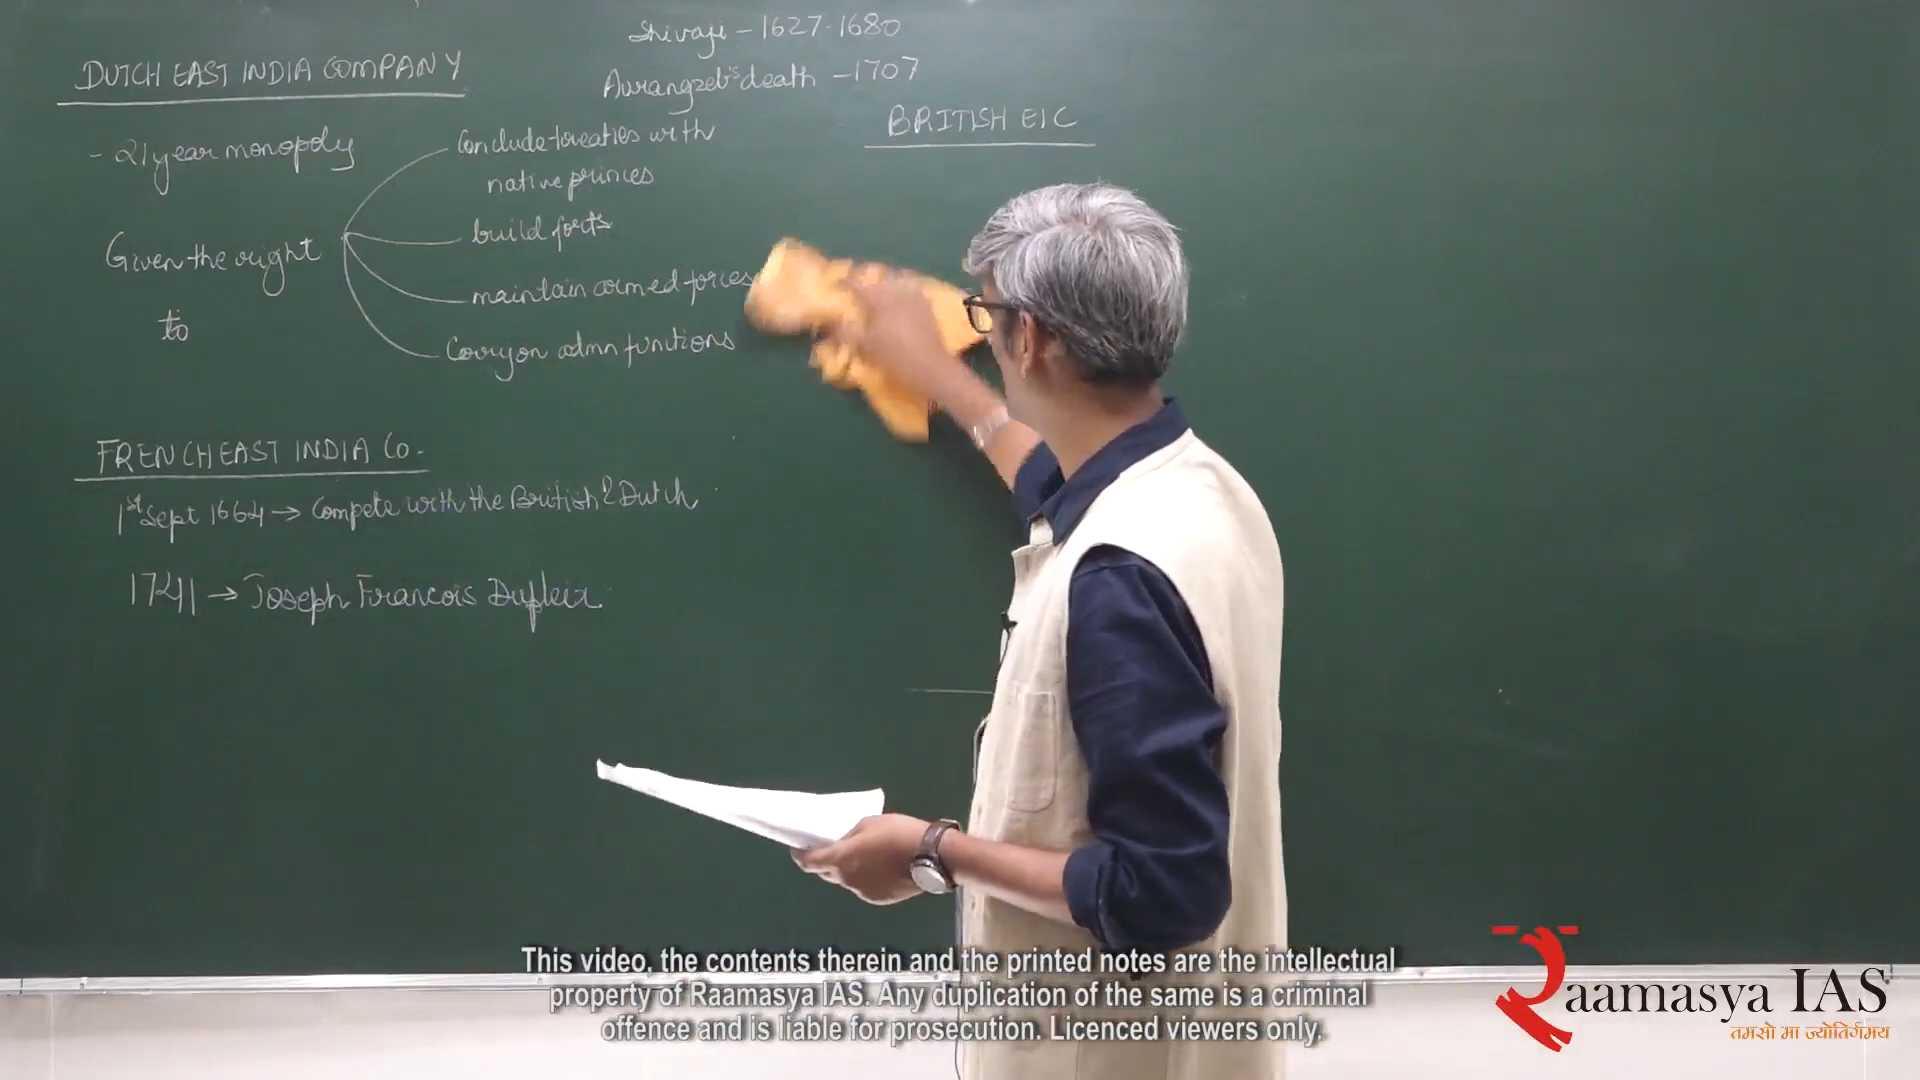 Shivaji - 1627-1680
Aurangzeb's death - 1707
DUTCH EAST INDIA COMPANY
- 21 year monopoly
Given the right
to
Conclude treaties with
native princes
build forts
maintain armed forces
Carry on admn functions
BRITISH EIC
FRENCH EAST INDIA Co.
1st Sept 1664 → Compete with the British & Dutch
1741 → Joseph Francois Dupleix
This video, the contents therein and the printed notes are the intellectual
property of Raamasya IAS. Any duplication of the same is a criminal
offence and is liable for prosecution. Licenced viewers only.
Raamasya IAS
तमसो मा ज्योतिर्गमय